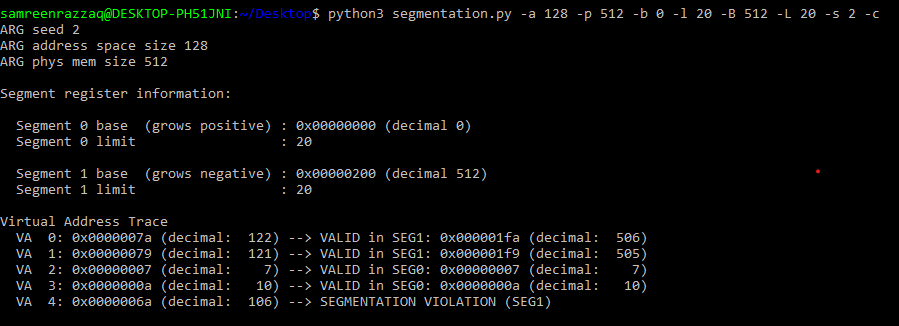 samreenrazzaq@DESKTOP-PH51JNI:~/Desktop$ python3 segmentation.py -a 128 -p 512 -b 0 -l 20 -B 512 -L 20 -s 2 -c
ARG seed 2
ARG address space size 128
ARG phys mem size 512
Segment register information:
Segment 0 base (grows positive) : 0x00000000 (decimal 0)
Segment 0 limit : 20
Segment 1 base (grows negative) : 0x00000200 (decimal 512)
Segment 1 limit : 20
Virtual Address Trace
VA 0: 0x0000007a (decimal: 122) --> VALID in SEG1: 0x000001fa (decimal: 506)
VA 1: 0x00000079 (decimal: 121) --> VALID in SEG1: 0x000001f9 (decimal: 505)
VA 2: 0x00000007 (decimal: 7) --> VALID in SEG0: 0x00000007 (decimal: 7)
VA 3: 0x0000000a (decimal: 10) --> VALID in SEG0: 0x0000000a (decimal: 10)
VA 4: 0x0000006a (decimal: 106) --> SEGMENTATION VIOLATION (SEG1)